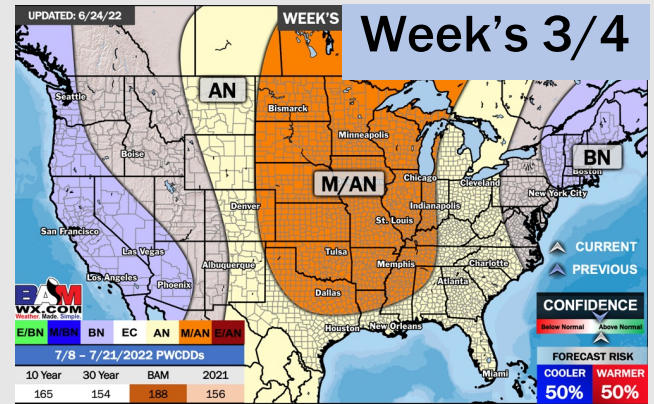 UPDATED: 6/24/22
WEEK'S
Week's 3/4
AN
Seattle
Bismarck
Minneapolis
Boise
BN
Boston
M/AN
Chicago
Cleveland
New York City
Denver
Indianapolis
St. Louis
San Francisco
Las Vegas
Tulsa
Memphis
Charlotte
CURRENT
Albuquerque
PREVIOUS
Los Angeles
Phoenix
Atlanta
Dallas
BAM
WX.COM
Weather. Made. Simple.
Houston
New Orleans
CONFIDENCE
Below Normal
Above Normal
E/BN M/BN BN EC AN M/AN E/AN
7/8 – 7/21/2022 PWCDDs
FORECAST RISK
10 Year 30 Year BAM 2021
Miami
COOLER WARMER
165 154 188 156
50% 50%